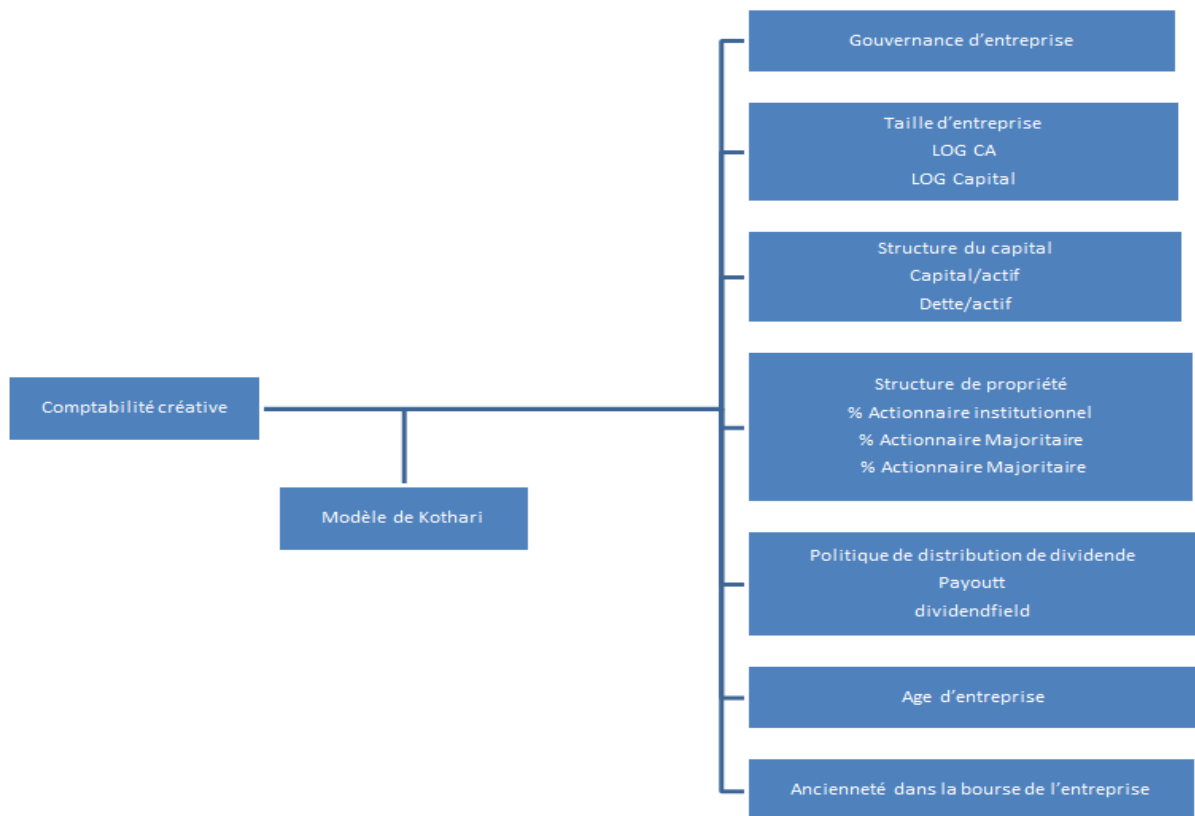 Gouvernance d'entreprise
Taille d'entreprise
LOG CA
LOG Capital
Structure du capital
Capital/actif
Dette/actif
Comptabilité créative
Structure de propriété
% Actionnaire institutionnel
% Actionnaire Majoritaire
% Actionnaire Majoritaire
Modèle de Kothari
Politique de distribution de dividende
Payoutt
dividendfield
Age d'entreprise
Ancienneté dans la bourse de l'entreprise